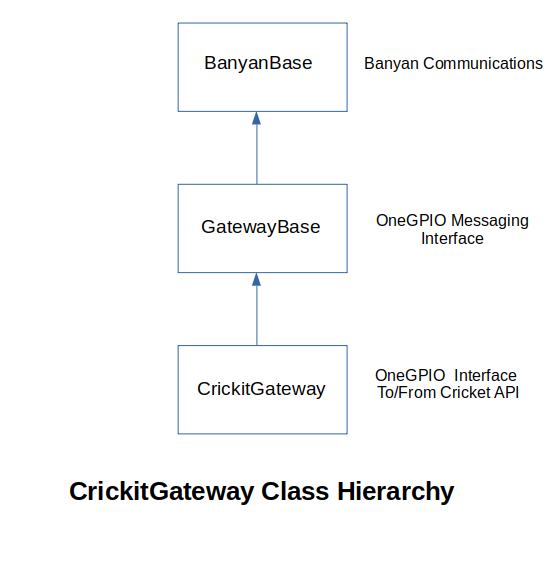 BanyanBase
Banyan Communications
GatewayBase
OneGPIO Messaging
Interface
CrickitGateway
OneGPIO  Interface
To/From Cricket API
CrickitGateway Class Hierarchy